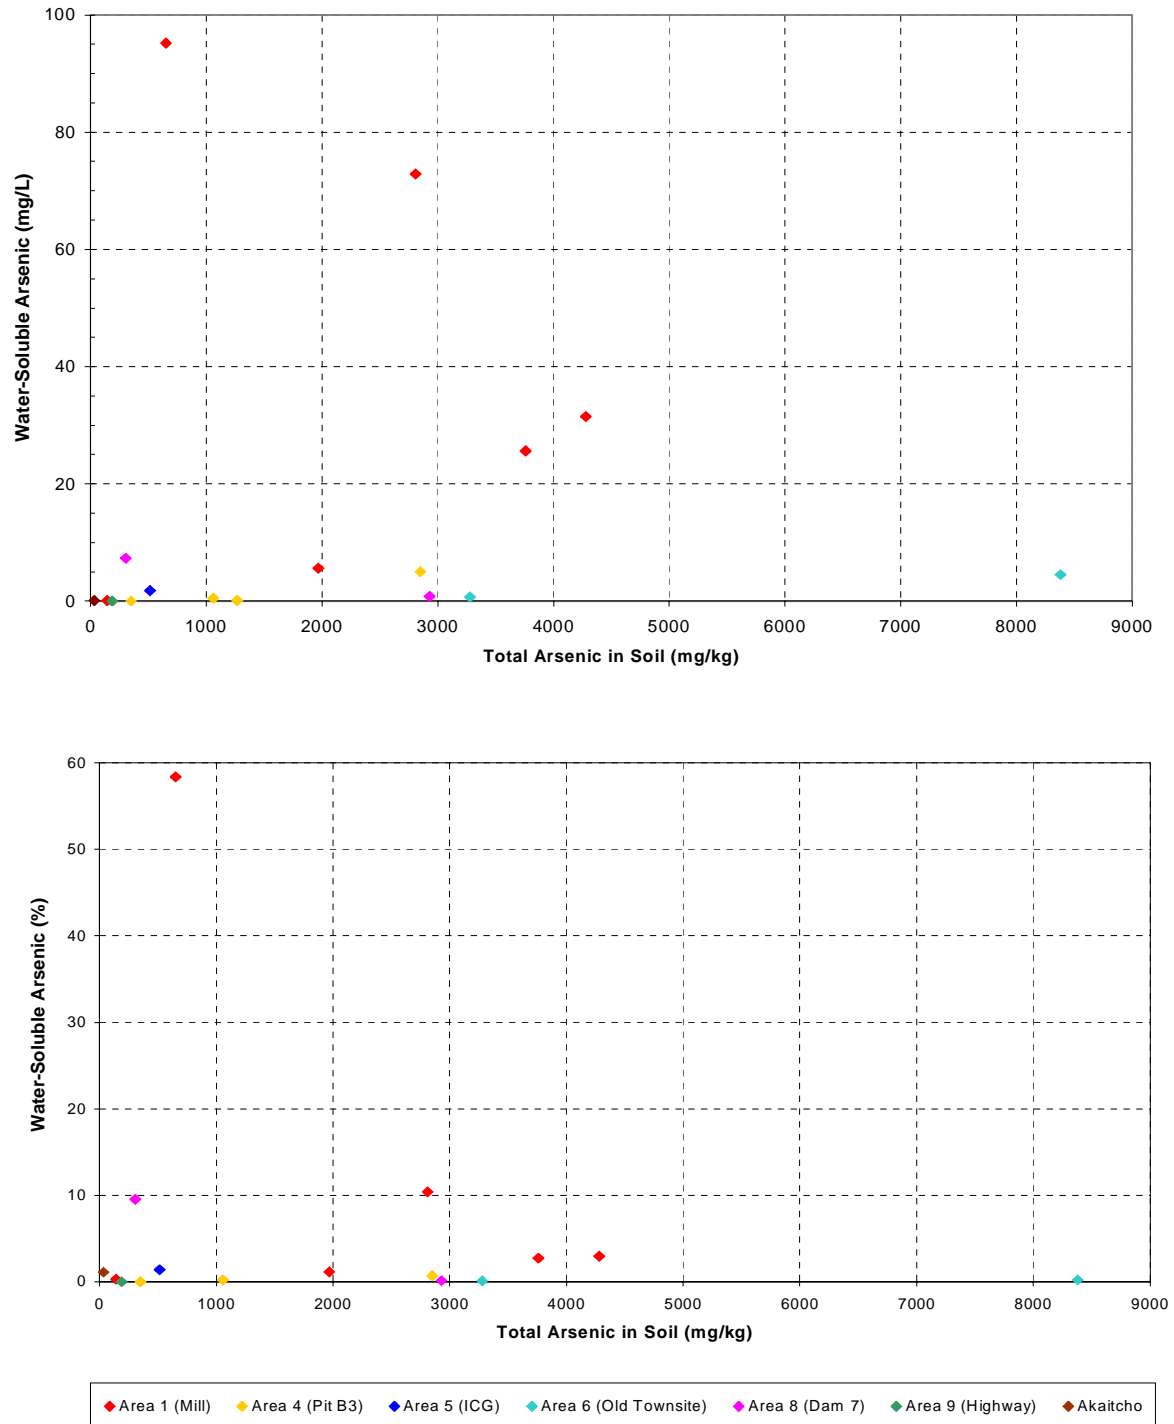 100
80
60
40
20
0
Water-Soluble Arsenic (mg/L)
0 1000 2000 3000 4000 5000 6000 7000 8000 9000
Total Arsenic in Soil (mg/kg)
60
50
40
30
20
10
0
Water-Soluble Arsenic (%)
0 1000 2000 3000 4000 5000 6000 7000 8000 9000
Total Arsenic in Soil (mg/kg)
Area 1 (Mill) Area 4 (Pit B3) Area 5 (ICG) Area 6 (Old Townsite) Area 8 (Dam 7) Area 9 (Highway) Akaitcho